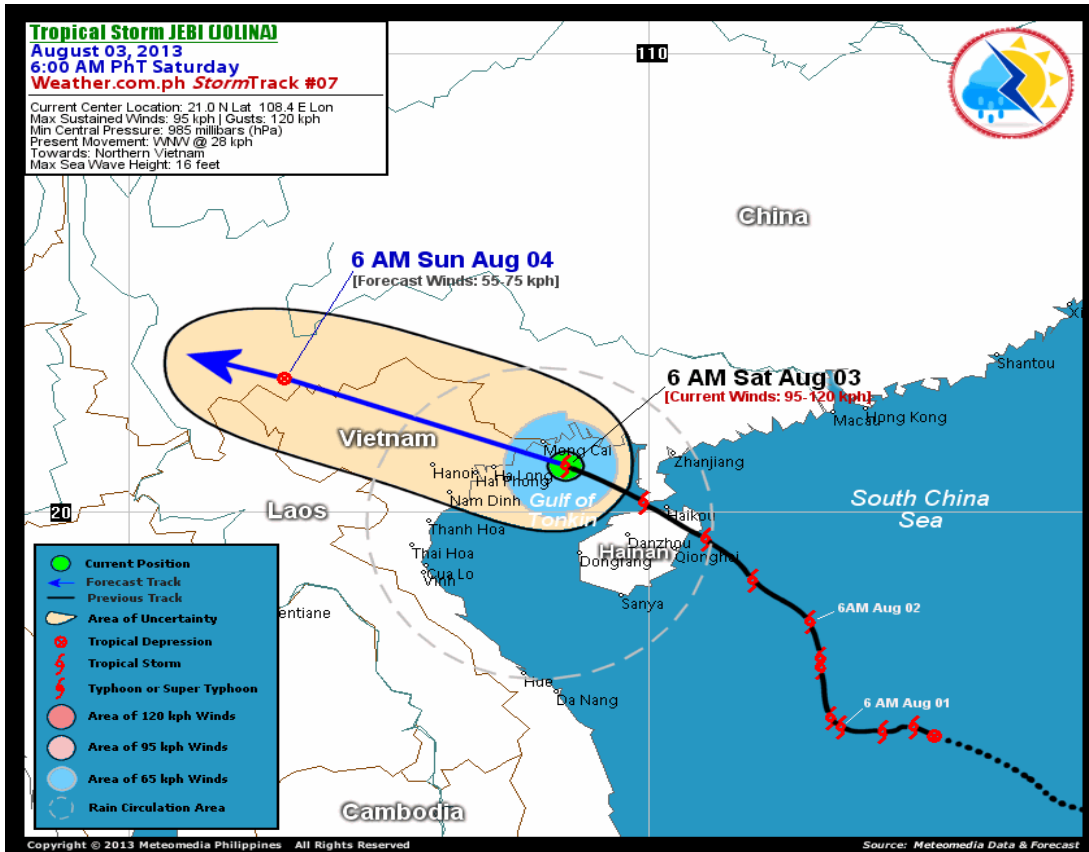 Tropical Storm JEBI (JOLINA)
August 03, 2013
6:00 AM PhT Saturday
Weather.com.ph StormTrack #07
Current Center Location: 21.0 N Lat 108.4 E Lon
Max Sustained Winds: 95 kph | Gusts: 120 kph
Min Central Pressure: 985 millibars (hPa)
Present Movement: WNW @ 28 kph
Towards: Northern Vietnam
Max Sea Wave Height: 16 feet
110
China
6 AM Sun Aug 04
[Forecast Winds: 55-75 kph]
Xi
Shantou
6 AM Sat Aug 03
[Current Winds: 95-120 kph]
Hong Kong
Macau
Vietnam
Mong Cai
Zhanjiang
Hanoi
Ha Long
Hai Phong
Nam Dinh
Gulf of
Tonkin
South China
Sea
20
Laos
Haikou
Thanh Hoa
Danzhou
Hainan
Qionghai
Thai Hoa
Dongfang
Cua Lo
Vinh
Sanya
6AM Aug 02
entiane
Hue
Da Nang
6 AM Aug 01
Current Position
Forecast Track
Previous Track
Area of Uncertainty
Tropical Depression
Tropical Storm
Typhoon or Super Typhoon
Area of 120 kph Winds
Area of 95 kph Winds
Area of 65 kph Winds
Rain Circulation Area
Cambodia
Copyright © 2013 Meteomedia Philippines All Rights Reserved
Source: Meteomedia Data & Forecast